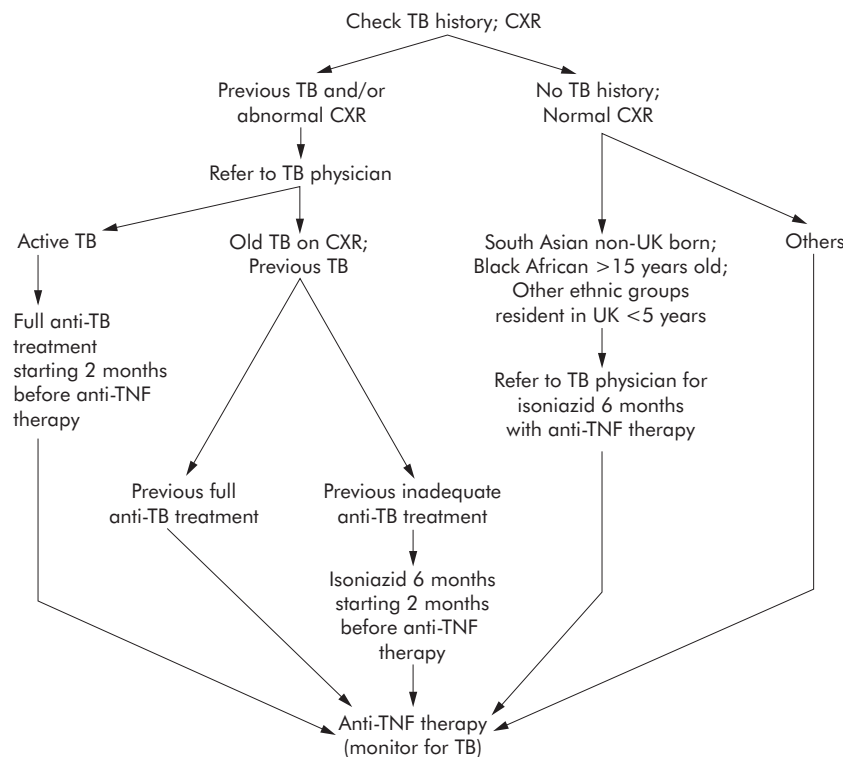 Check TB history; CXR
Previous TB and/or
abnormal CXR
No TB history;
Normal CXR
Refer to TB physician
Active TB
Old TB on CXR;
Previous TB
South Asian non-UK born;
Black African >15 years old;
Other ethnic groups
resident in UK <5 years
Others
Full anti-TB
treatment
starting 2 months
before anti-TNF
therapy
Refer to TB physician for
isoniazid 6 months
with anti-TNF therapy
Previous full
anti-TB treatment
Previous inadequate
anti-TB treatment
Isoniazid 6 months
starting 2 months
before anti-TNF
therapy
Anti-TNF therapy
(monitor for TB)